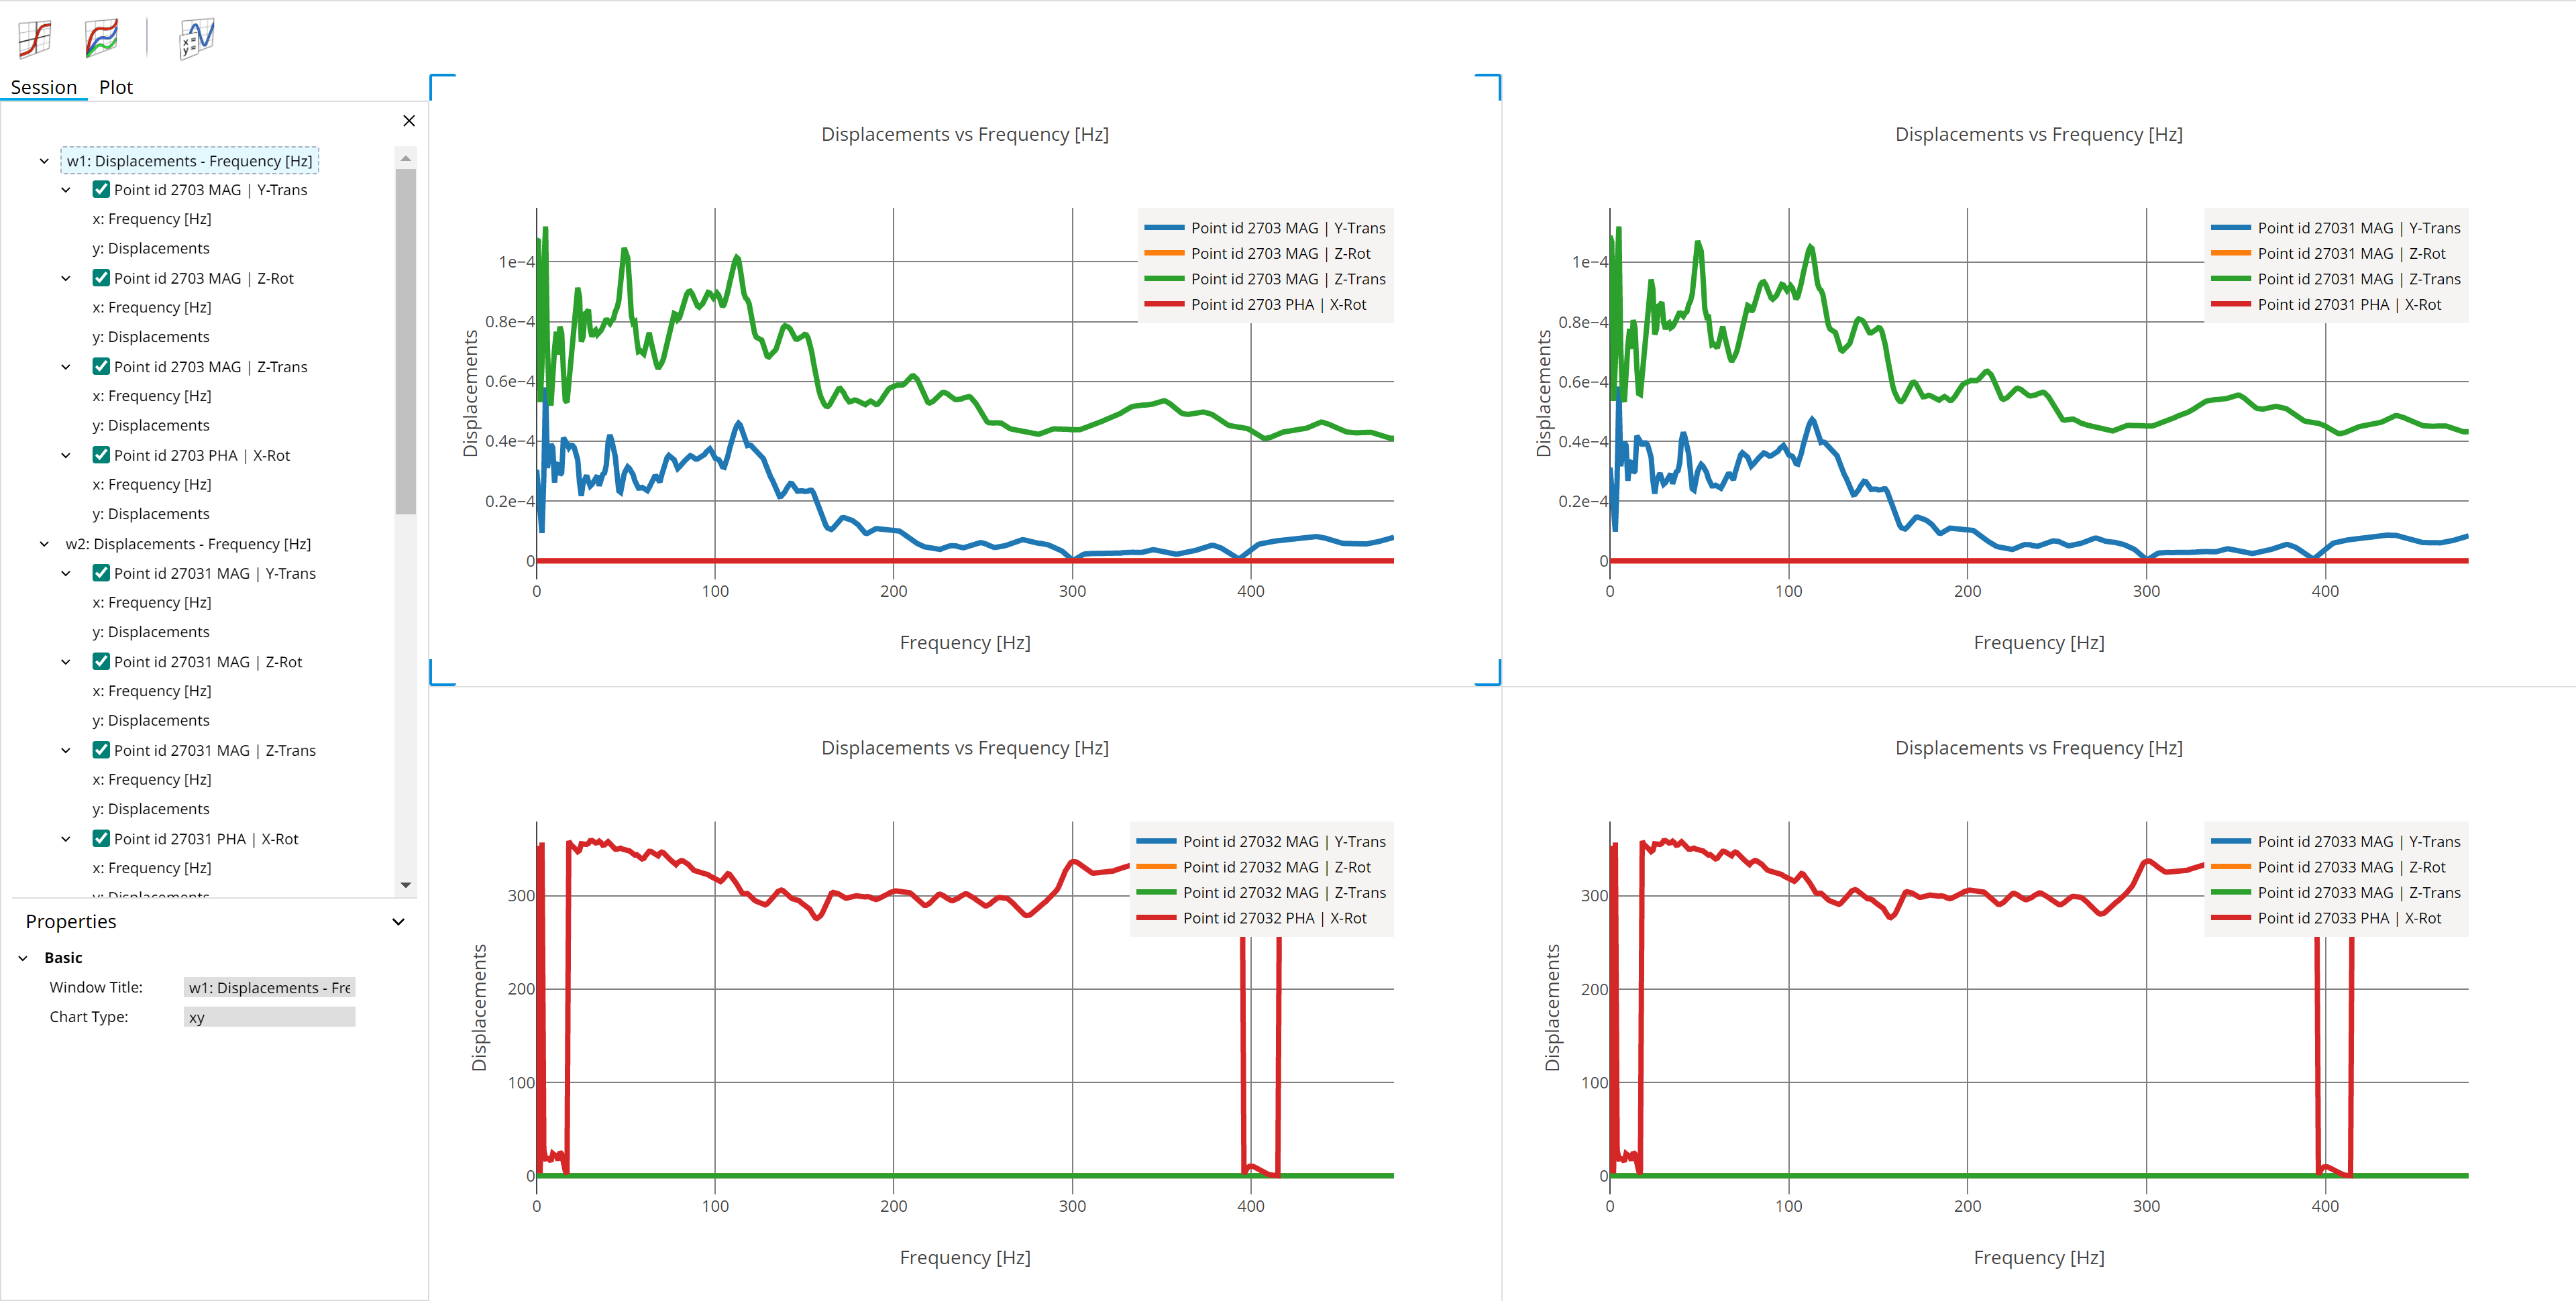 x=
y=
Session Plot
w1: Displacements - Frequency [Hz]
Point id 2703 MAG | Y-Trans
x: Frequency [Hz]
y: Displacements
Point id 2703 MAG | Z-Rot
x: Frequency [Hz]
y: Displacements
Point id 2703 MAG | Z-Trans
x: Frequency [Hz]
y: Displacements
Point id 2703 PHA | X-Rot
x: Frequency [Hz]
y: Displacements
w2: Displacements - Frequency [Hz]
Point id 27031 MAG | Y-Trans
x: Frequency [Hz]
y: Displacements
Point id 27031 MAG | Z-Rot
x: Frequency [Hz]
y: Displacements
Point id 27031 MAG | Z-Trans
x: Frequency [Hz]
y: Displacements
Point id 27031 PHA | X-Rot
x: Frequency [Hz]
y: Displacements
Properties
Basic
Window Title: w1: Displacements - Fre
Chart Type: xy
Displacements vs Frequency [Hz]
Point id 2703 MAG | Y-Trans
Point id 2703 MAG | Z-Rot
Point id 2703 MAG | Z-Trans
Point id 2703 PHA | X-Rot
1e−4
0.8e−4
0.6e−4
0.4e−4
0.2e−4
0
Displacements
0 100 200 300 400
Frequency [Hz]
Displacements vs Frequency [Hz]
Point id 27031 MAG | Y-Trans
Point id 27031 MAG | Z-Rot
Point id 27031 MAG | Z-Trans
Point id 27031 PHA | X-Rot
1e−4
0.8e−4
0.6e−4
0.4e−4
0.2e−4
0
Displacements
0 100 200 300 400
Frequency [Hz]
Displacements vs Frequency [Hz]
Point id 27032 MAG | Y-Trans
Point id 27032 MAG | Z-Rot
Point id 27032 MAG | Z-Trans
Point id 27032 PHA | X-Rot
300
200
100
0
Displacements
0 100 200 300 400
Frequency [Hz]
Displacements vs Frequency [Hz]
Point id 27033 MAG | Y-Trans
Point id 27033 MAG | Z-Rot
Point id 27033 MAG | Z-Trans
Point id 27033 PHA | X-Rot
300
200
100
0
Displacements
0 100 200 300 400
Frequency [Hz]